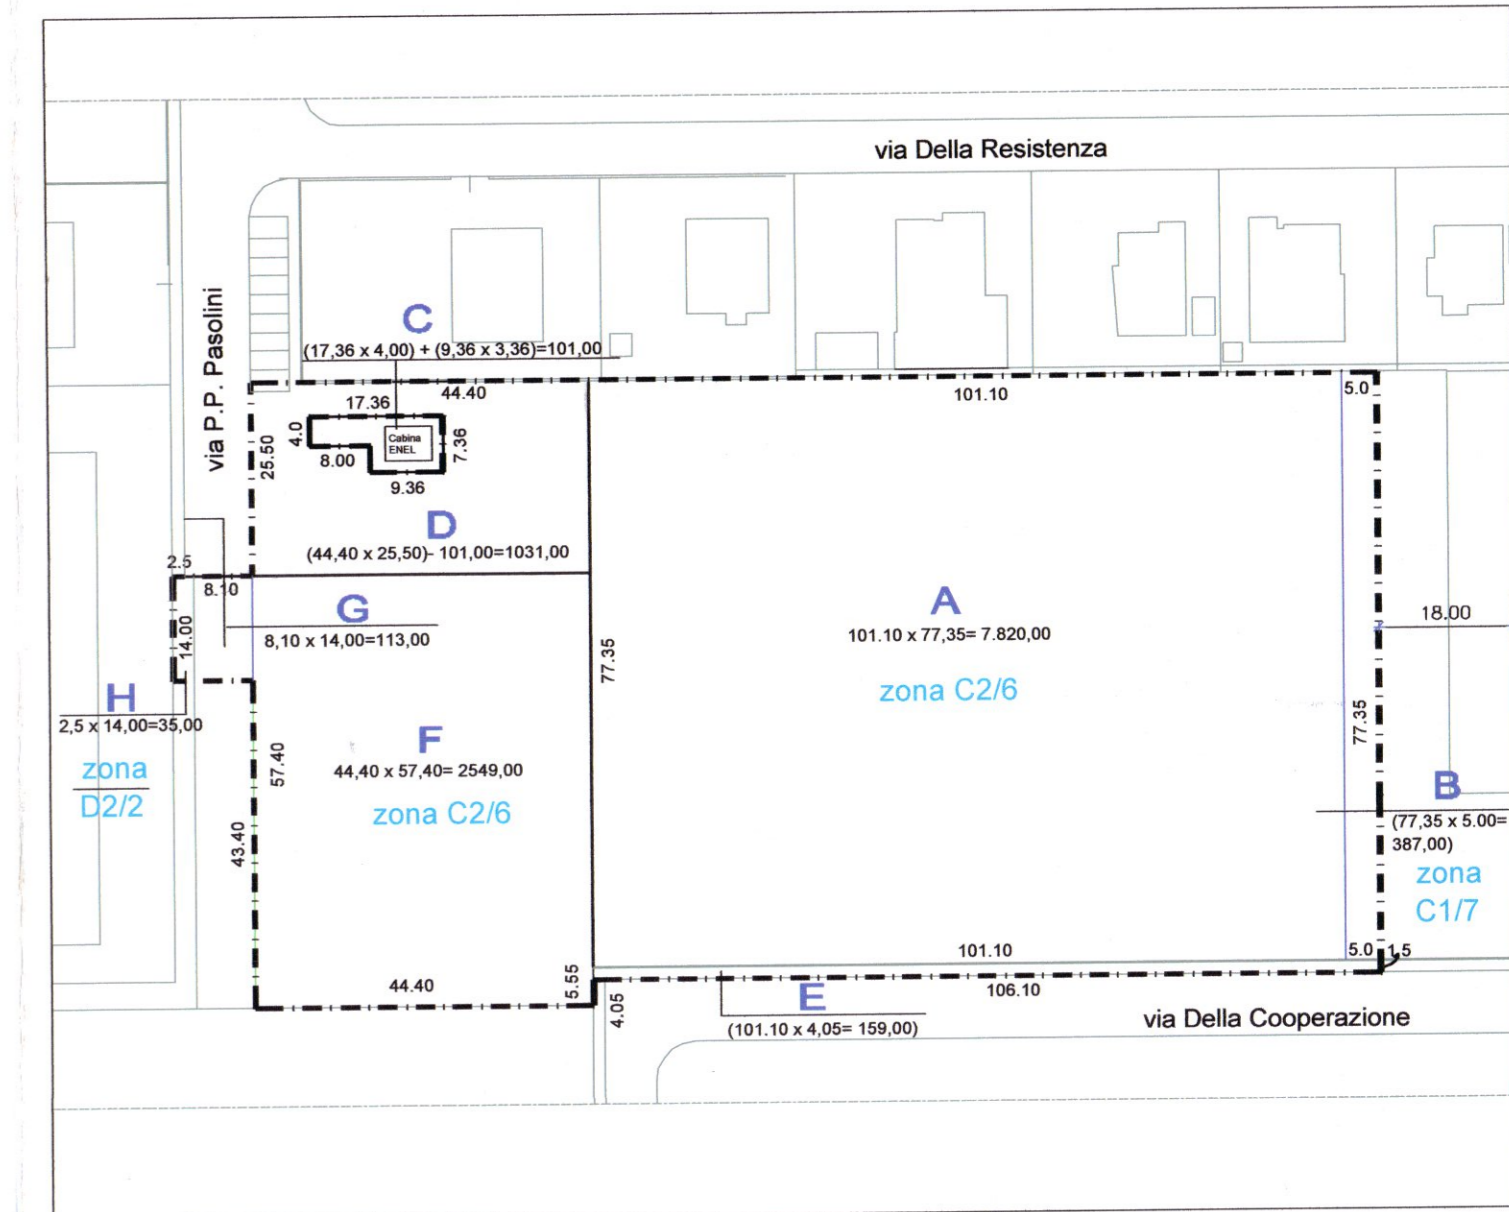 via Della Resistenza
via P.P. Pasolini
C
(17,36 x 4,00) + (9,36 x 3,36)=101,00
44.40
101.10
5.0
17.36
4.0
Cabina
ENEL
7.36
8.00
9.36
25.50
D
(44,40 x 25,50)- 101,00=1031,00
2.5
8.10
G
8,10 x 14,00=113,00
14.00
A
101.10 x 77,35= 7.820,00
zona C2/6
18.00
77.35
77.35
H
2,5 x 14,00=35,00
zona
D2/2
F
44,40 x 57,40= 2549,00
zona C2/6
57.40
43.40
B
(77,35 x 5.00=
387,00)
zona
C1/7
101.10
5.0
1.5
44.40
5.55
4.05
E
(101.10 x 4,05= 159,00)
106.10
via Della Cooperazione